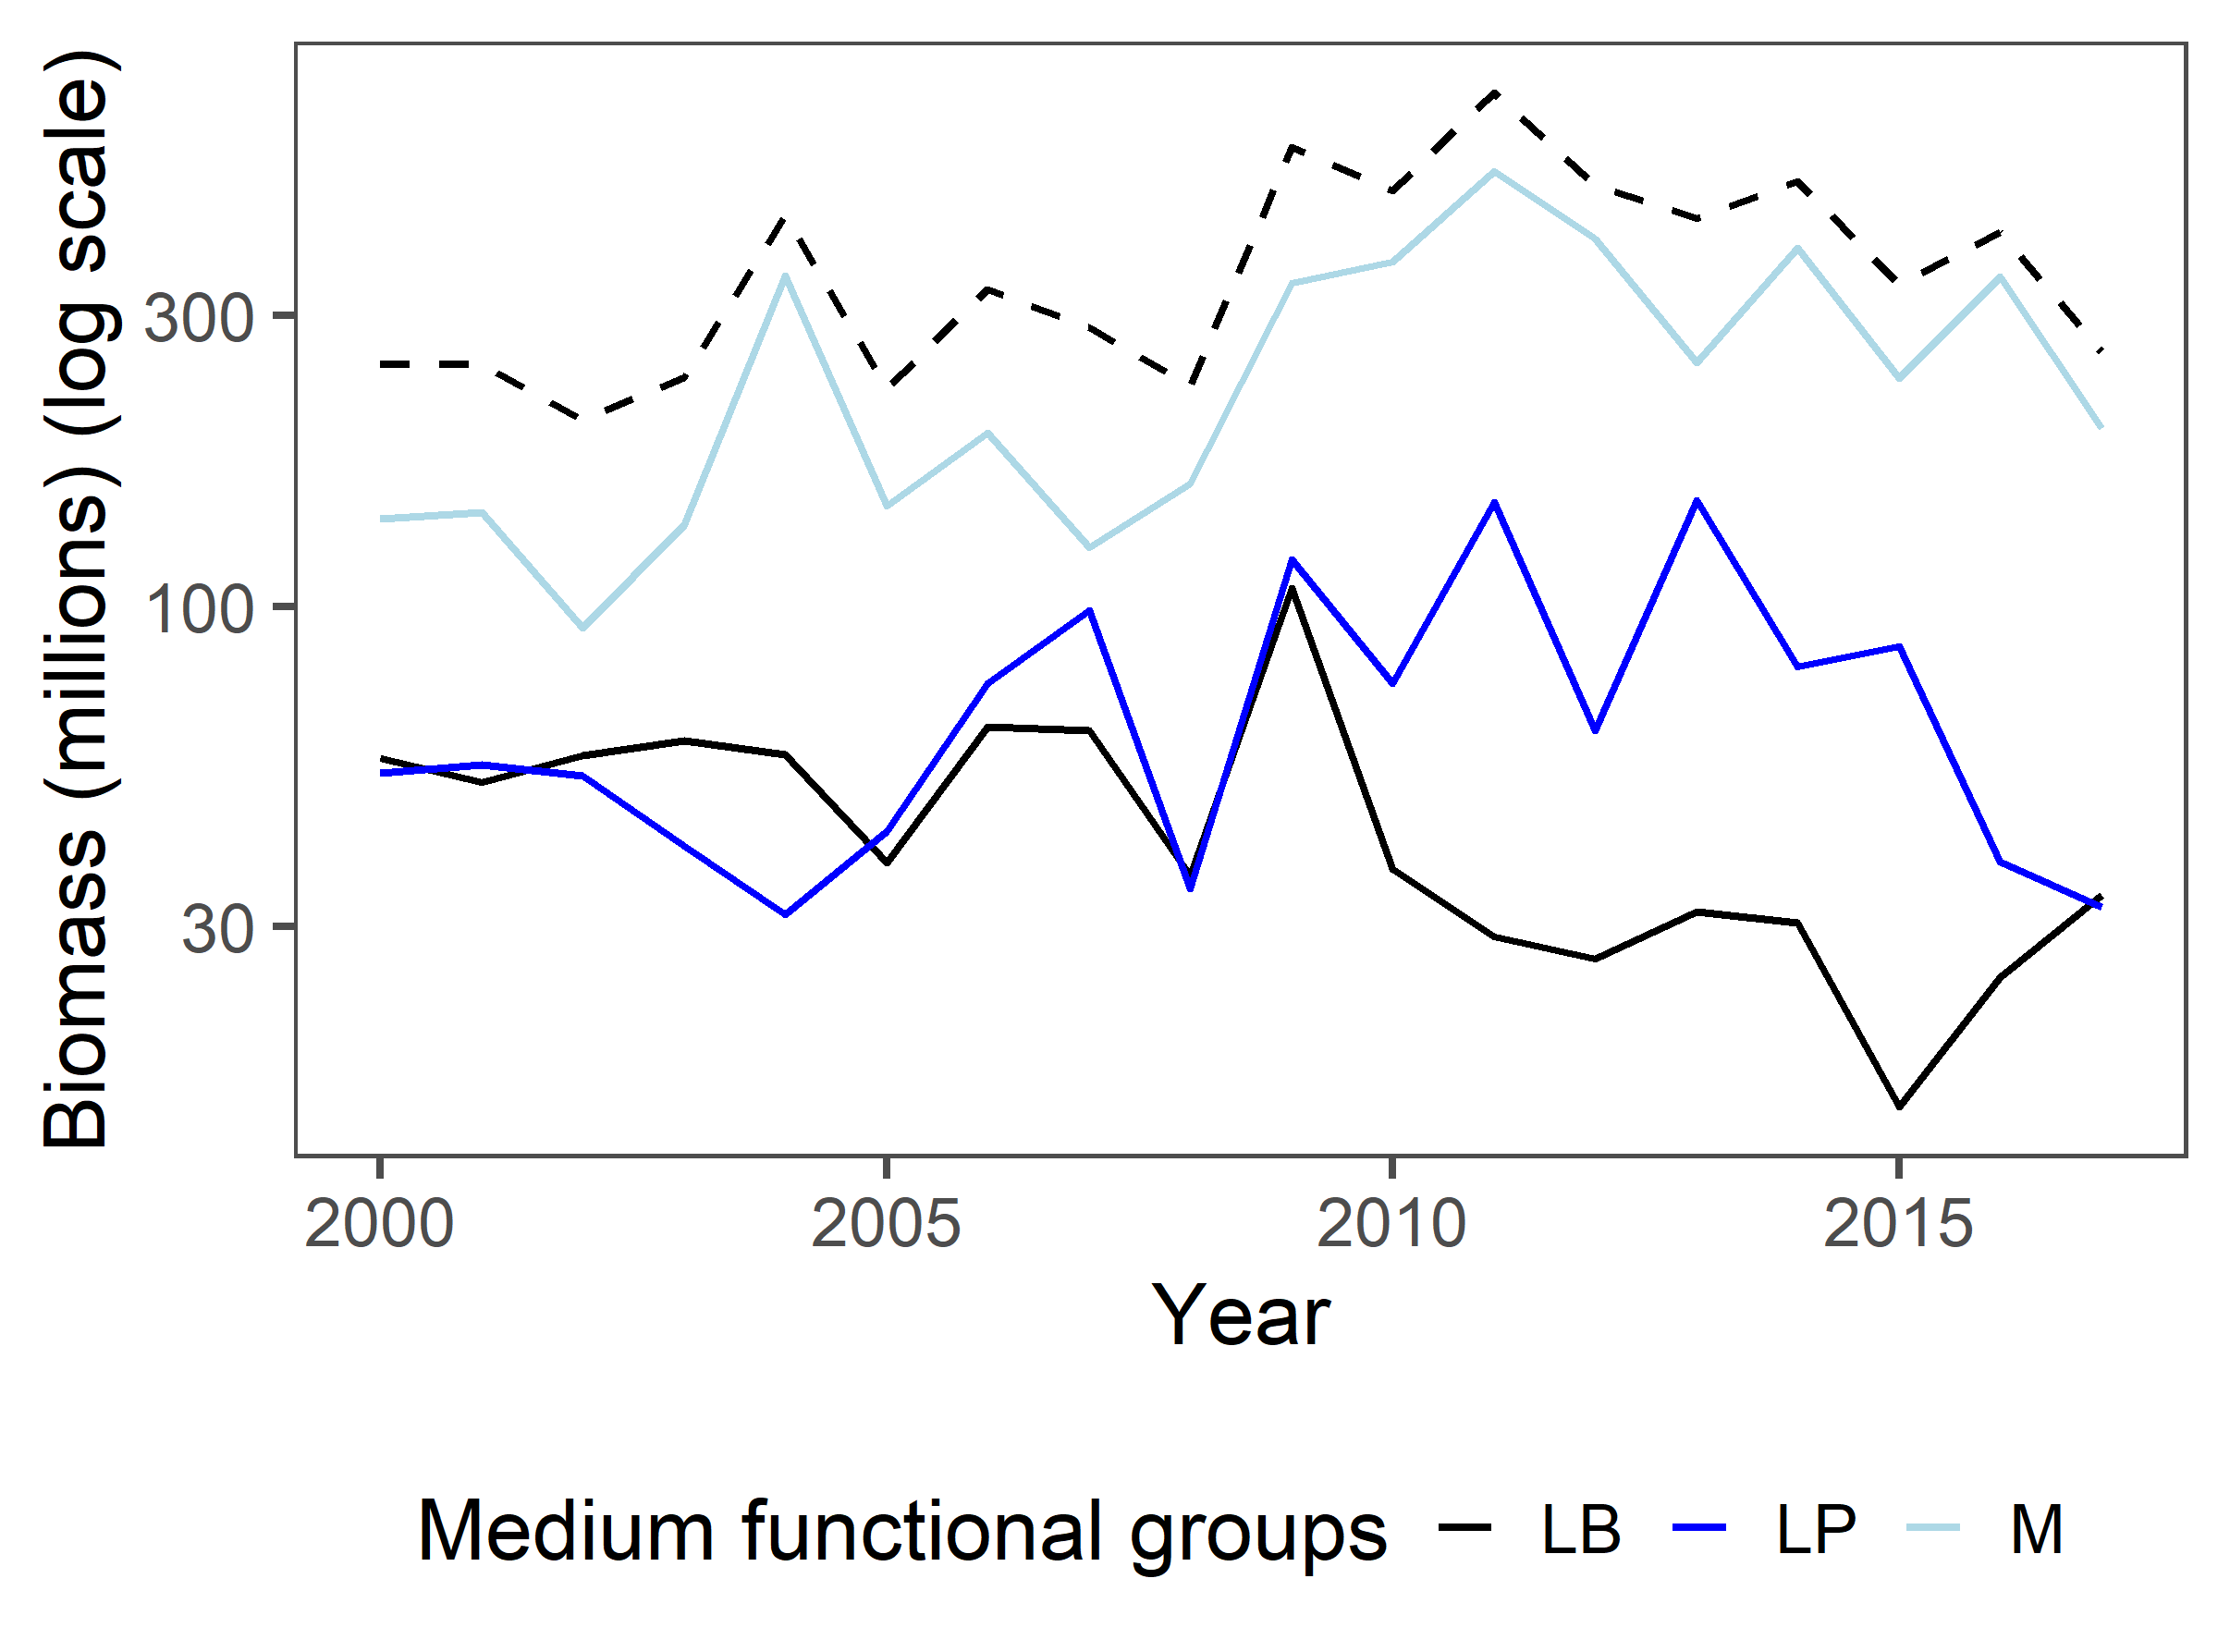 Biomass (millions) (log scale)
300
100
30
2000 2005 2010 2015
Year
Medium functional groups LB LP M